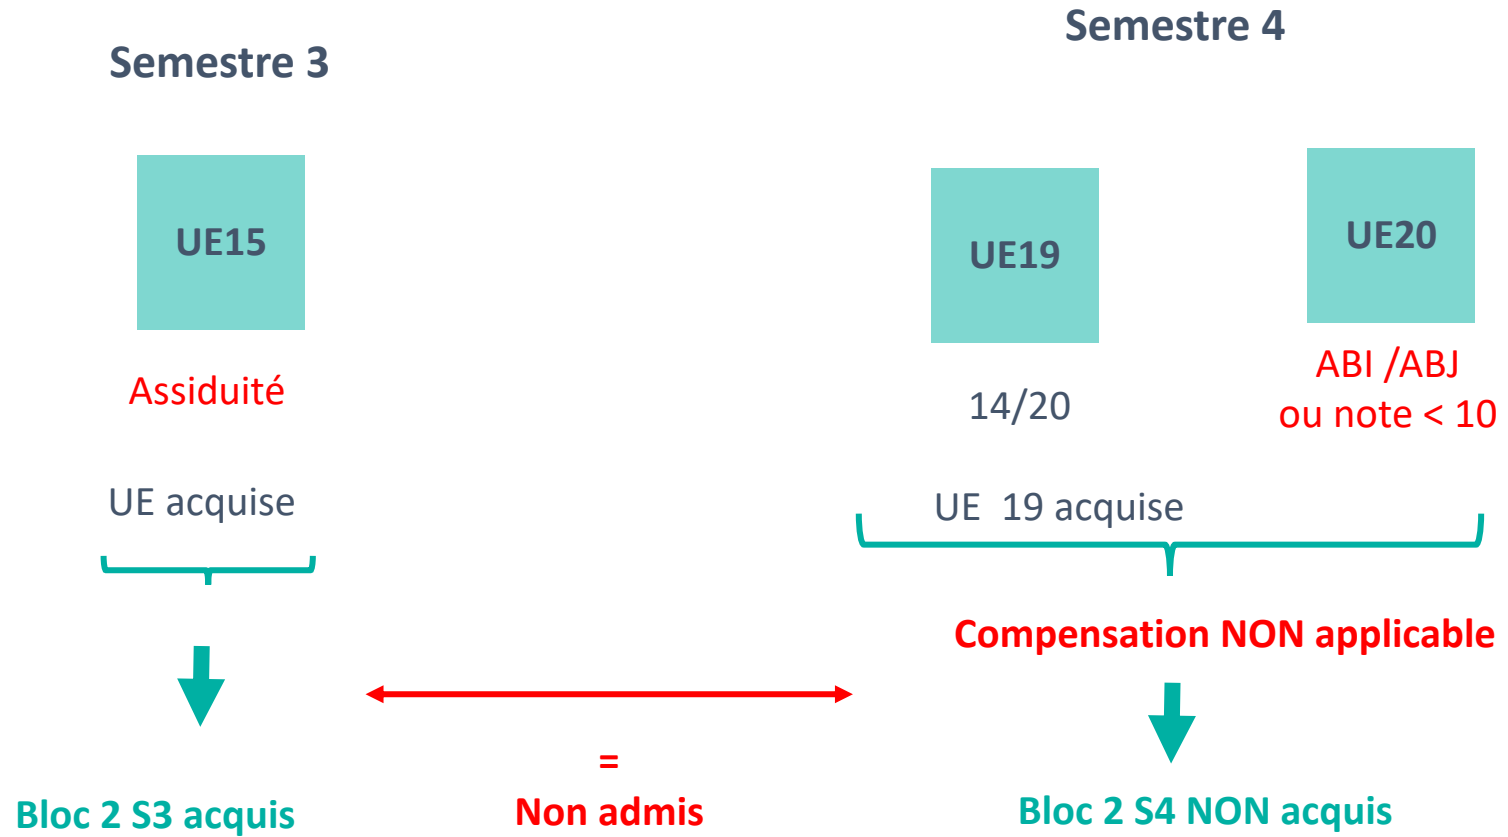 Semestre 3
UE15
Assiduité
UE acquise
Bloc 2 S3 acquis
=
Non admis
Semestre 4
UE19
14/20
UE20
ABI /ABJ
ou note < 10
UE  19 acquise
Compensation NON applicable
Bloc 2 S4 NON acquis